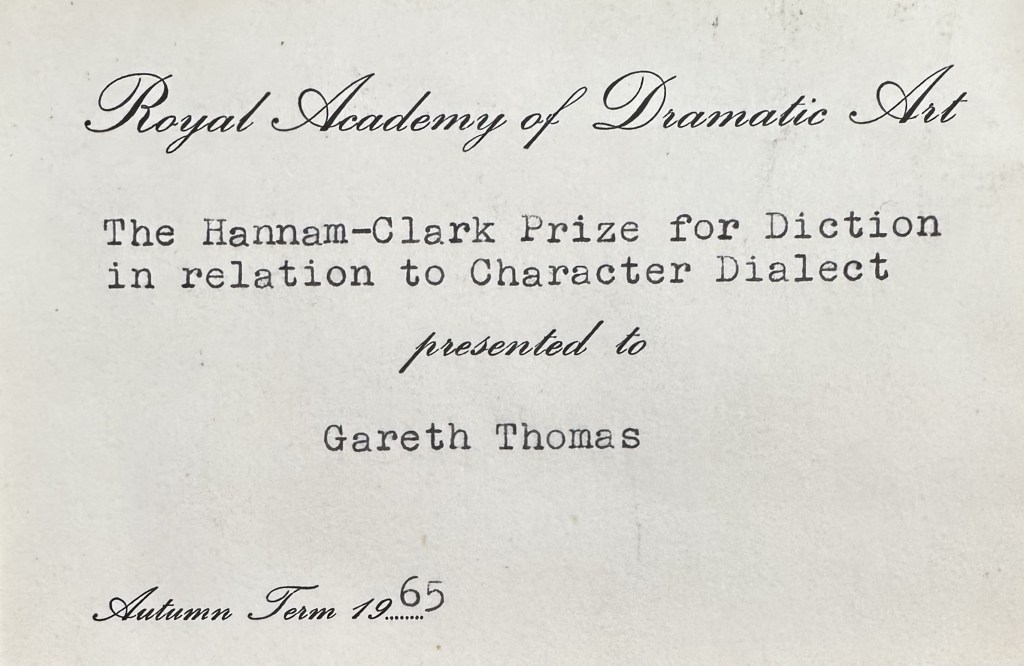 Royal Academy of Dramatic Art
The Hannam-Clark Prize for Diction
in relation to Character Dialect
presented to
Gareth Thomas
Autumn Term 1965